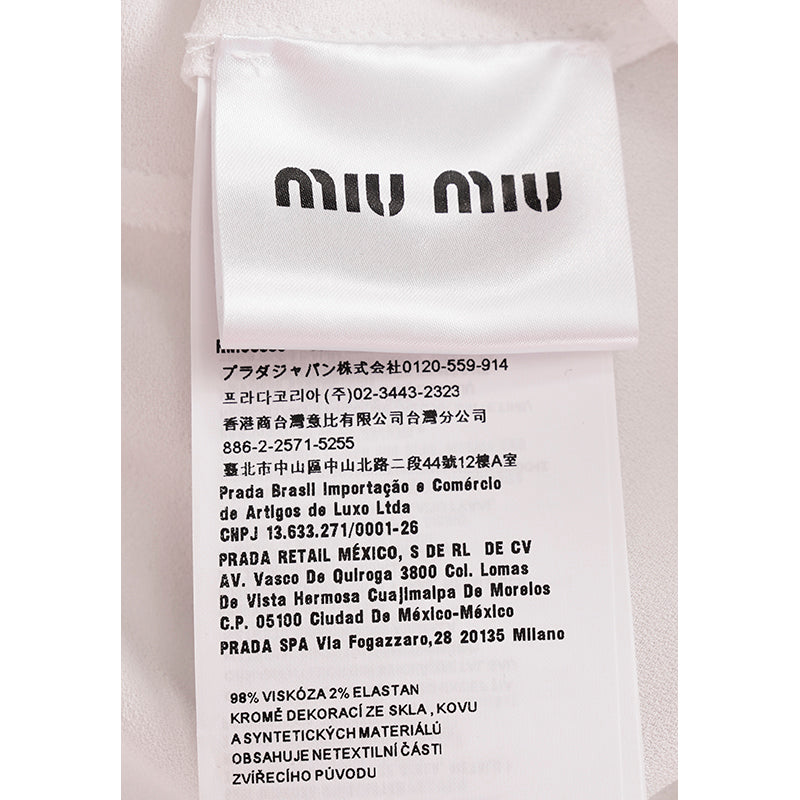 MIU MIU
プラダジャパン株式会社0120-559-914
프라다코리아(주)02-3443-2323
香港商台灣意比有限公司台灣分公司
886-2-2571-5255
臺北市中山區中山北路二段44號12樓A室
Prada Brasil Importação e Comércio
de Artigos de Luxo Ltda
CNPJ 13.633.271/0001-26
PRADA RETAIL MÉXICO, S DE RL DE CV
AV. Vasco De Quiroga 3800 Col. Lomas
De Vista Hermosa Cuajimalpa De Morelos
C.P. 05100 Ciudad De México-México
PRADA SPA Via Fogazzaro,28 20135 Milano
98% VISKÓZA 2% ELASTAN
KROMĚ DEKORACÍ ZE SKLA , KOVU
A SYNTETICKÝCH MATERIÁLŮ
OBSAHUJE NETEXTILNÍ ČÁSTI
ZVÍŘECÍHO PŮVODU